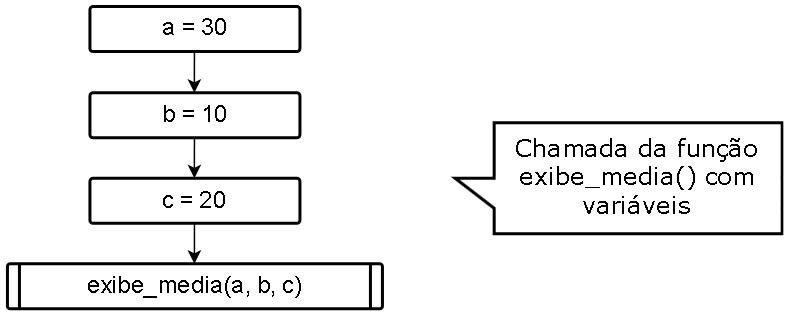 a = 30
b = 10
c = 20
exibe_media(a, b, c)
Chamada da função
exibe_media() com
variáveis